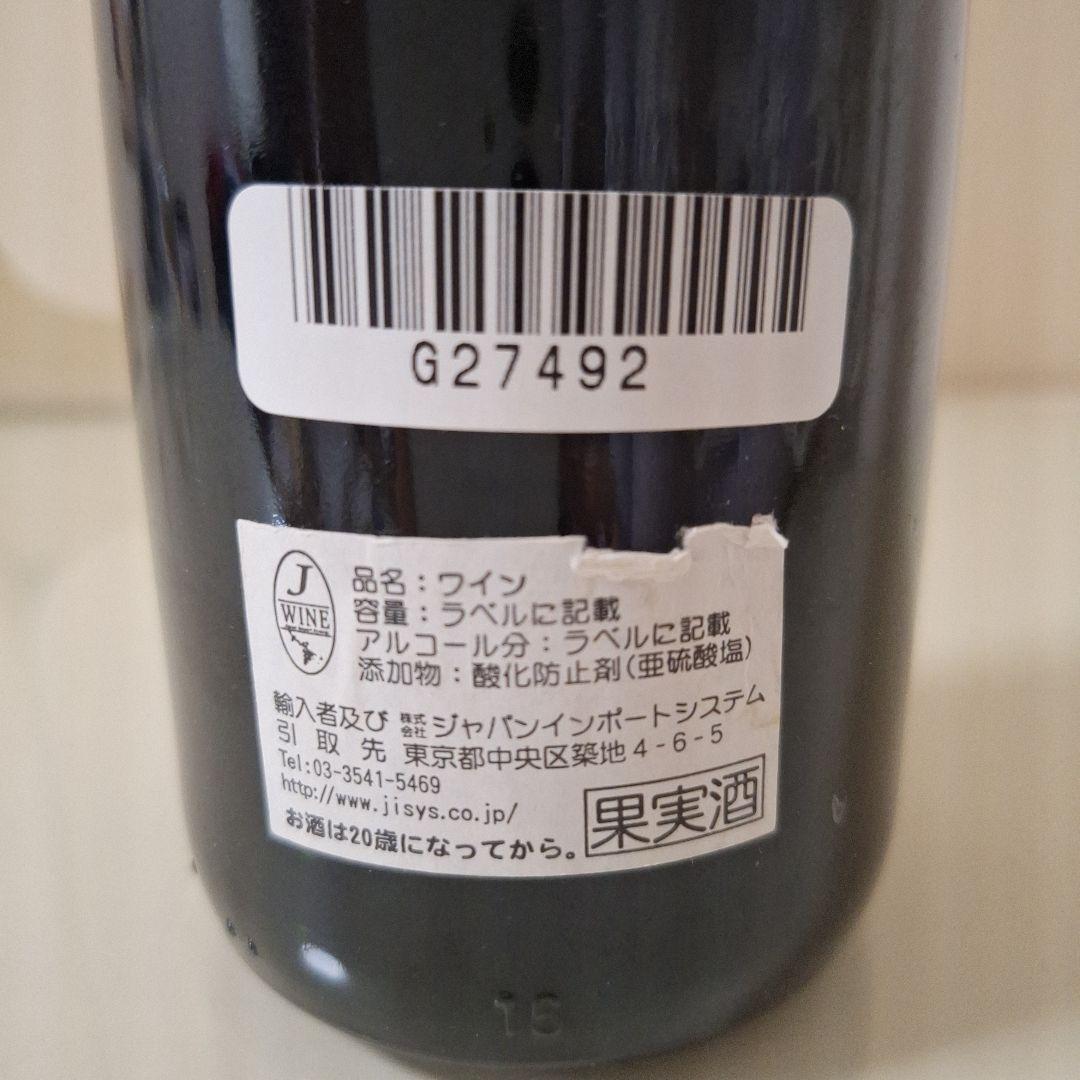 G27492
J
WINE
品名：ワイン
容量：ラベルに記載
アルコール分：ラベルに記載
添加物：酸化防止剤(亜硫酸塩)
輸入者及び 株式会社 ジャパンインポートシステム
引取先 東京都中央区築地4-6-5
Tel:03-3541-5469
http://www.jisys.co.jp/
果実酒
お酒は20歳になってから。
16